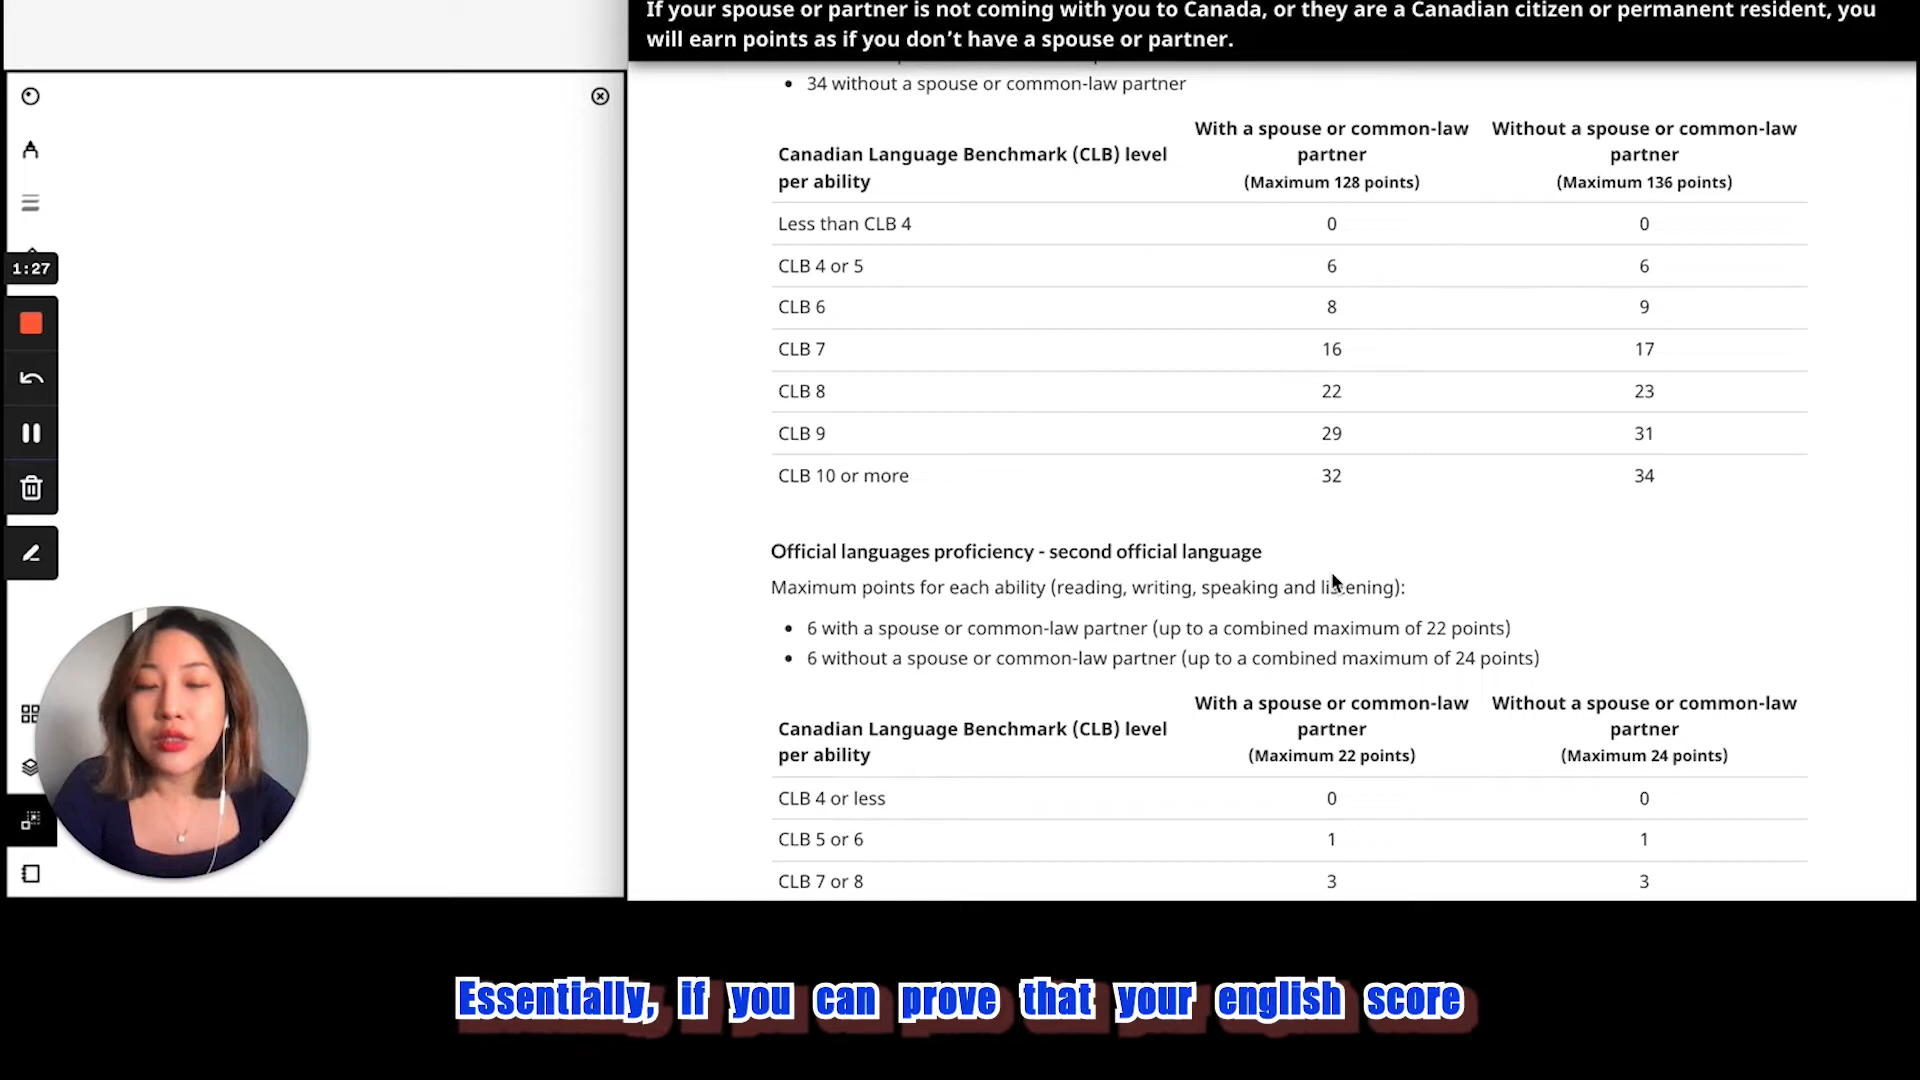 If your spouse or partner is not coming with you to Canada, or they are a Canadian citizen or permanent resident, you
will earn points as if you don’t have a spouse or partner.
• 34 without a spouse or common-law partner
Canadian Language Benchmark (CLB) level
per ability
With a spouse or common-law
partner
(Maximum 128 points)
Without a spouse or common-law
partner
(Maximum 136 points)
Less than CLB 4 0 0
CLB 4 or 5 6 6
CLB 6 8 9
CLB 7 16 17
CLB 8 22 23
CLB 9 29 31
CLB 10 or more 32 34
Official languages proficiency - second official language
Maximum points for each ability (reading, writing, speaking and listening):
• 6 with a spouse or common-law partner (up to a combined maximum of 22 points)
• 6 without a spouse or common-law partner (up to a combined maximum of 24 points)
Canadian Language Benchmark (CLB) level
per ability
With a spouse or common-law
partner
(Maximum 22 points)
Without a spouse or common-law
partner
(Maximum 24 points)
CLB 4 or less 0 0
CLB 5 or 6 1 1
CLB 7 or 8 3 3
1:27
Essentially, if you can prove that your english score